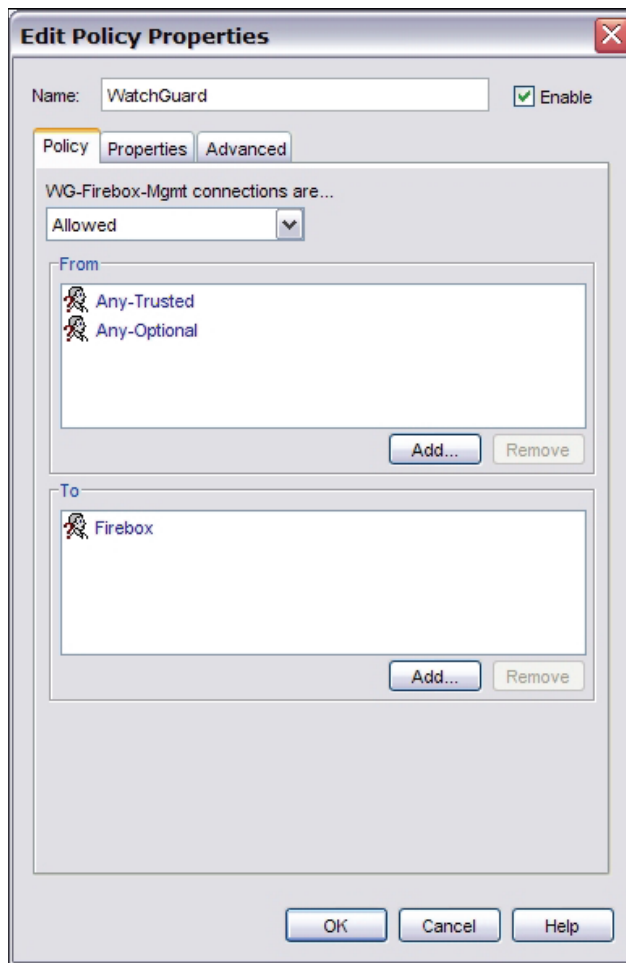 Edit Policy Properties
Name: WatchGuard Enable
Policy Properties Advanced
WG-Firebox-Mgmt connections are...
Allowed
From
Any-Trusted
Any-Optional
Add... Remove
To
Firebox
Add... Remove
OK Cancel Help